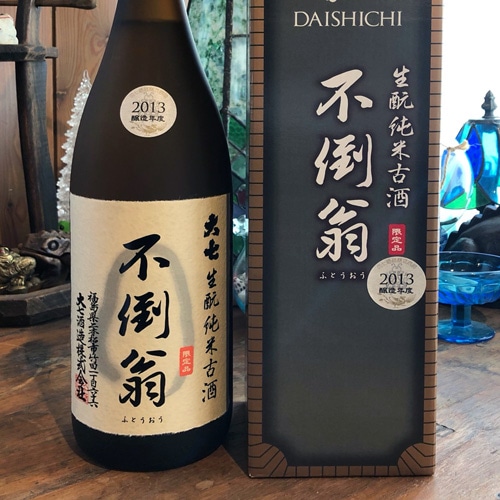 2013
醸造年度
大七 生酛純米古酒
不倒翁
限定品
ふとうおう
大七酒造株式会社
DAISHICHI
生酛純米古酒
不倒翁
限定品
ふとうおう
2013
醸造年度